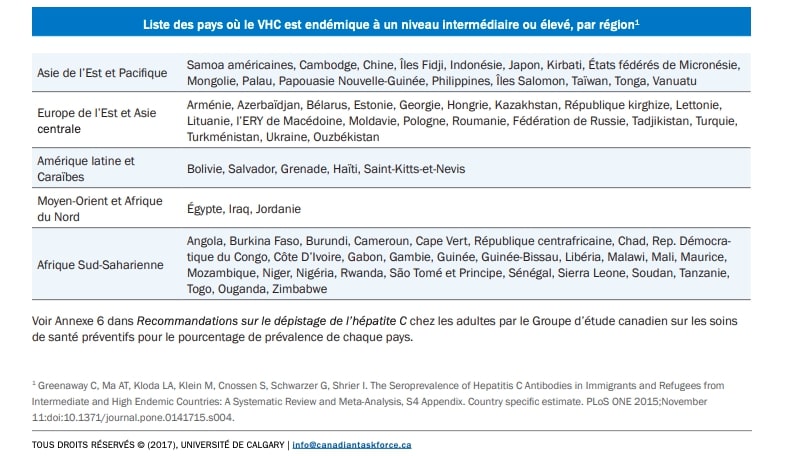 Liste des pays où le VHC est endémique à un niveau intermédiaire ou élevé, par région¹
Asie de l'Est et Pacifique
Samoa américaines, Cambodge, Chine, Îles Fidji, Indonésie, Japon, Kirbati, États fédérés de Micronésie,
Mongolie, Palau, Papouasie Nouvelle-Guinée, Philippines, Îles Salomon, Taïwan, Tonga, Vanuatu
Europe de l'Est et Asie
centrale
Arménie, Azerbaïdjan, Bélarus, Estonie, Georgie, Hongrie, Kazakhstan, République kirghize, Lettonie,
Lituanie, l'ERY de Macédoine, Moldavie, Pologne, Roumanie, Fédération de Russie, Tadjikistan, Turquie,
Turkménistan, Ukraine, Ouzbékistan
Amérique latine et
Caraïbes
Bolivie, Salvador, Grenade, Haïti, Saint-Kitts-et-Nevis
Moyen-Orient et Afrique
du Nord
Égypte, Iraq, Jordanie
Afrique Sud-Saharienne
Angola, Burkina Faso, Burundi, Cameroun, Cape Vert, République centrafricaine, Chad, Rep. Démocra-
tique du Congo, Côte D'Ivoire, Gabon, Gambie, Guinée, Guinée-Bissau, Libéria, Malawi, Mali, Maurice,
Mozambique, Niger, Nigéria, Rwanda, São Tomé et Principe, Sénégal, Sierra Leone, Soudan, Tanzanie,
Togo, Ouganda, Zimbabwe
Voir Annexe 6 dans Recommandations sur le dépistage de l'hépatite C chez les adultes par le Groupe d'étude canadien sur les soins
de santé préventifs pour le pourcentage de prévalence de chaque pays.
¹ Greenaway C, Ma AT, Kloda LA, Klein M, Cnossen S, Schwarzer G, Shrier I. The Seroprevalence of Hepatitis C Antibodies in Immigrants and Refugees from
Intermediate and High Endemic Countries: A Systematic Review and Meta-Analysis, S4 Appendix. Country specific estimate. PLoS ONE 2015;November
11:doi:10.1371/journal.pone.0141715.s004.
TOUS DROITS RÉSERVÉS © (2017), UNIVERSITÉ DE CALGARY | info@canadiantaskforce.ca